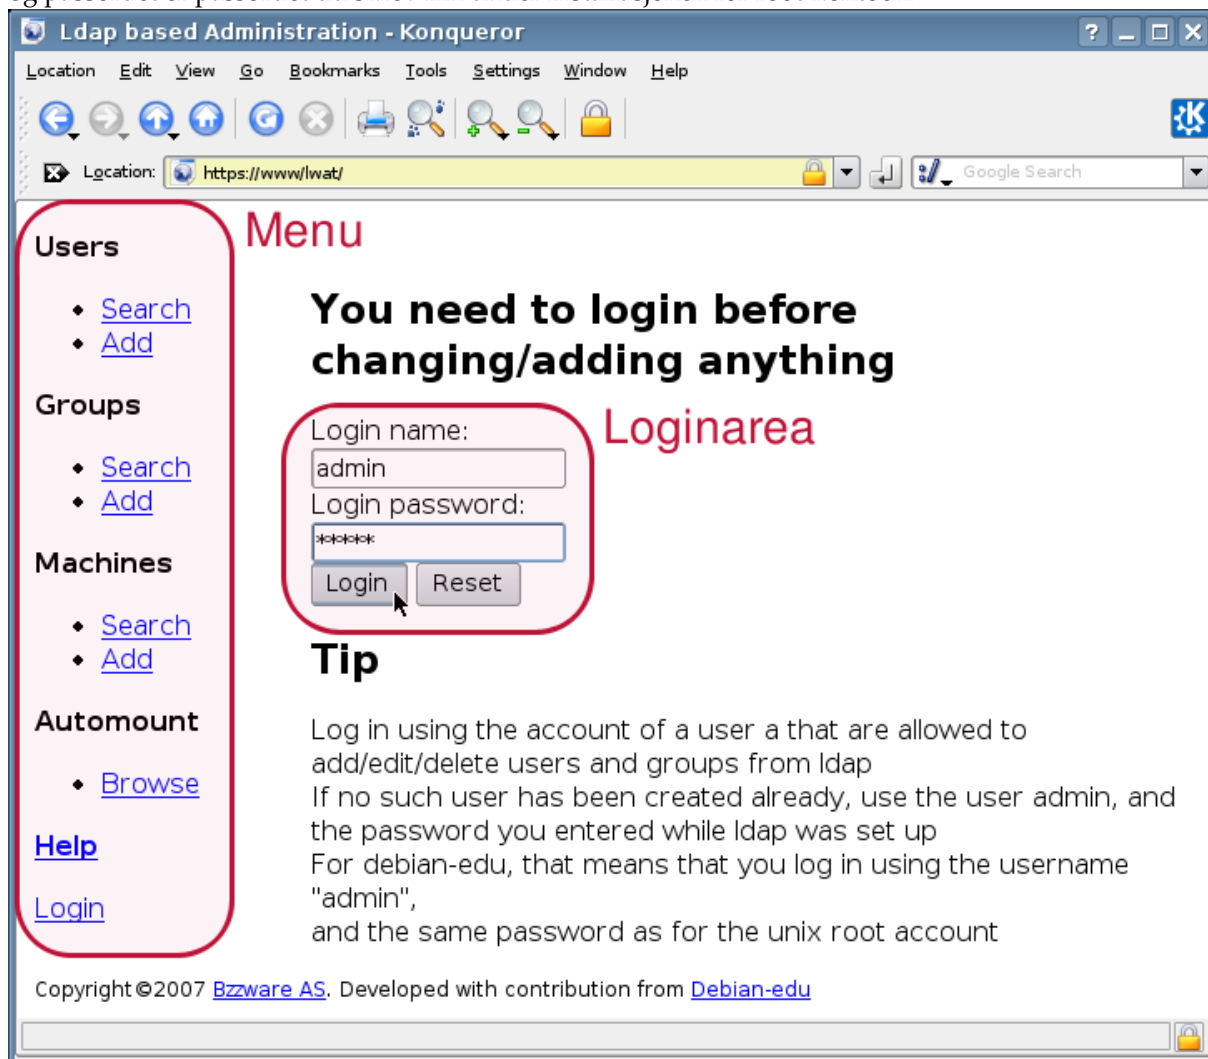 Ldap based Administration - Konqueror
Location Edit View Go Bookmarks Tools Settings Window Help
Location: https://www/lwat/ Google Search
Menu
Users
• Search
• Add
Groups
• Search
• Add
Machines
• Search
• Add
Automount
• Browse
Help
Login
You need to login before
changing/adding anything
Loginarea
Login name:
admin
Login password:
*****
Login Reset
Tip
Log in using the account of a user a that are allowed to
add/edit/delete users and groups from ldap
If no such user has been created already, use the user admin, and
the password you entered while ldap was set up
For debian-edu, that means that you log in using the username
"admin",
and the same password as for the unix root account
Copyright©2007 Bzzware AS. Developed with contribution from Debian-edu